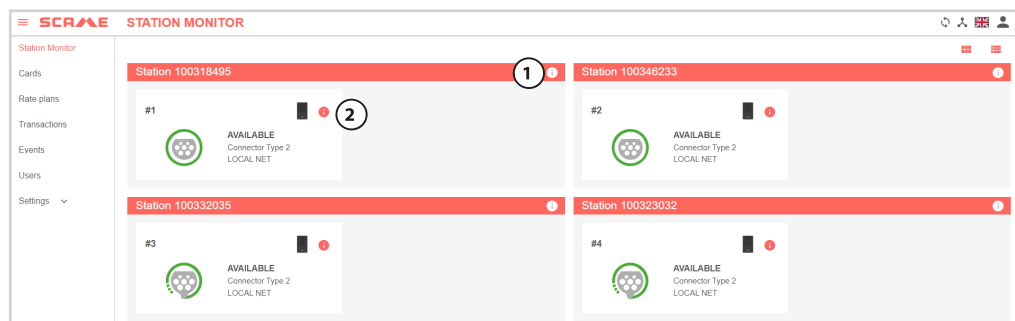 SCAME STATION MONITOR
Station Monitor
Cards
Rate plans
Transactions
Events
Users
Settings
Station 100318495 1
#1 2
AVAILABLE
Connector Type 2
LOCAL NET
Station 100346233
#2
AVAILABLE
Connector Type 2
LOCAL NET
Station 100332035
#3
AVAILABLE
Connector Type 2
LOCAL NET
Station 100323032
#4
AVAILABLE
Connector Type 2
LOCAL NET